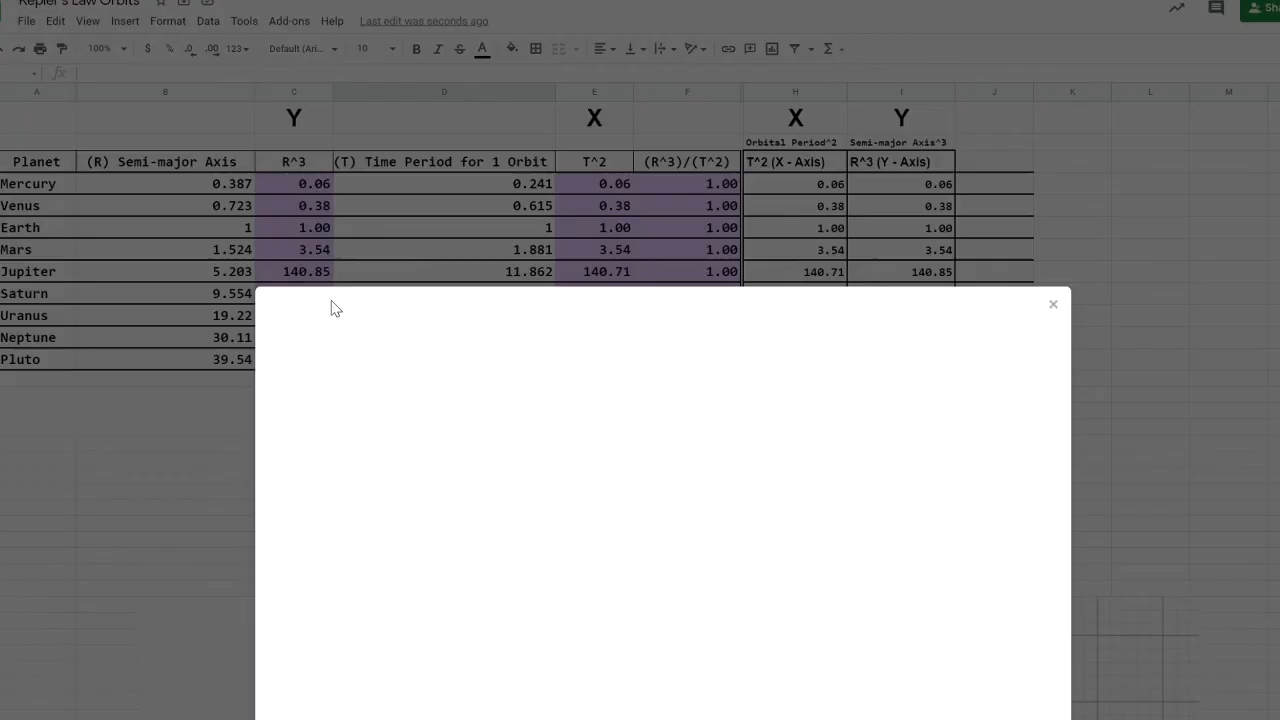 Kepler's Law Orbits
File Edit View Insert Format Data Tools Add-ons Help Last edit was seconds ago
100% $ % .0 .00 123 Default (Ari... 10 B I S A
fx
A B C D E F H I J K L M
Y X X Y
Orbital Period^2 Semi-major Axis^3
Planet (R) Semi-major Axis R^3 (T) Time Period for 1 Orbit T^2 (R^3)/(T^2) T^2 (X - Axis) R^3 (Y - Axis)
Mercury 0.387 0.06 0.241 0.06 1.00 0.06 0.06
Venus 0.723 0.38 0.615 0.38 1.00 0.38 0.38
Earth 1 1.00 1 1.00 1.00 1.00 1.00
Mars 1.524 3.54 1.881 3.54 1.00 3.54 3.54
Jupiter 5.203 140.85 11.862 140.71 1.00 140.71 140.85
Saturn 9.554
Uranus 19.22
Neptune 30.11
Pluto 39.54